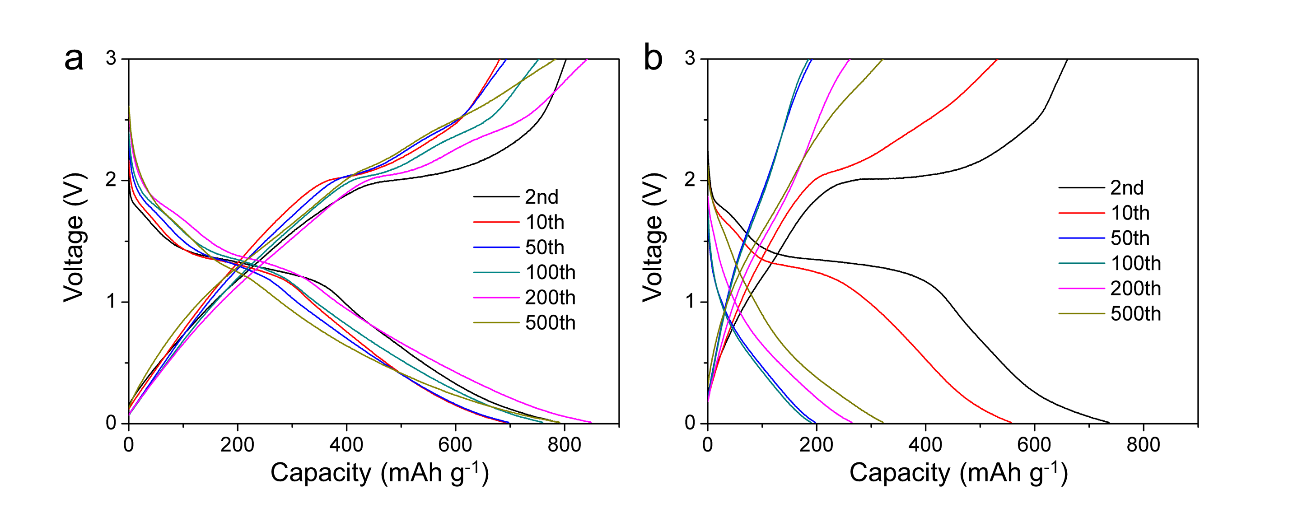 a
3
2
1
0
Voltage (V)
0
200
400
600
800
Capacity (mAh g-1)
2nd
10th
50th
100th
200th
500th
b
3
2
1
0
Voltage (V)
0
200
400
600
800
Capacity (mAh g-1)
2nd
10th
50th
100th
200th
500th